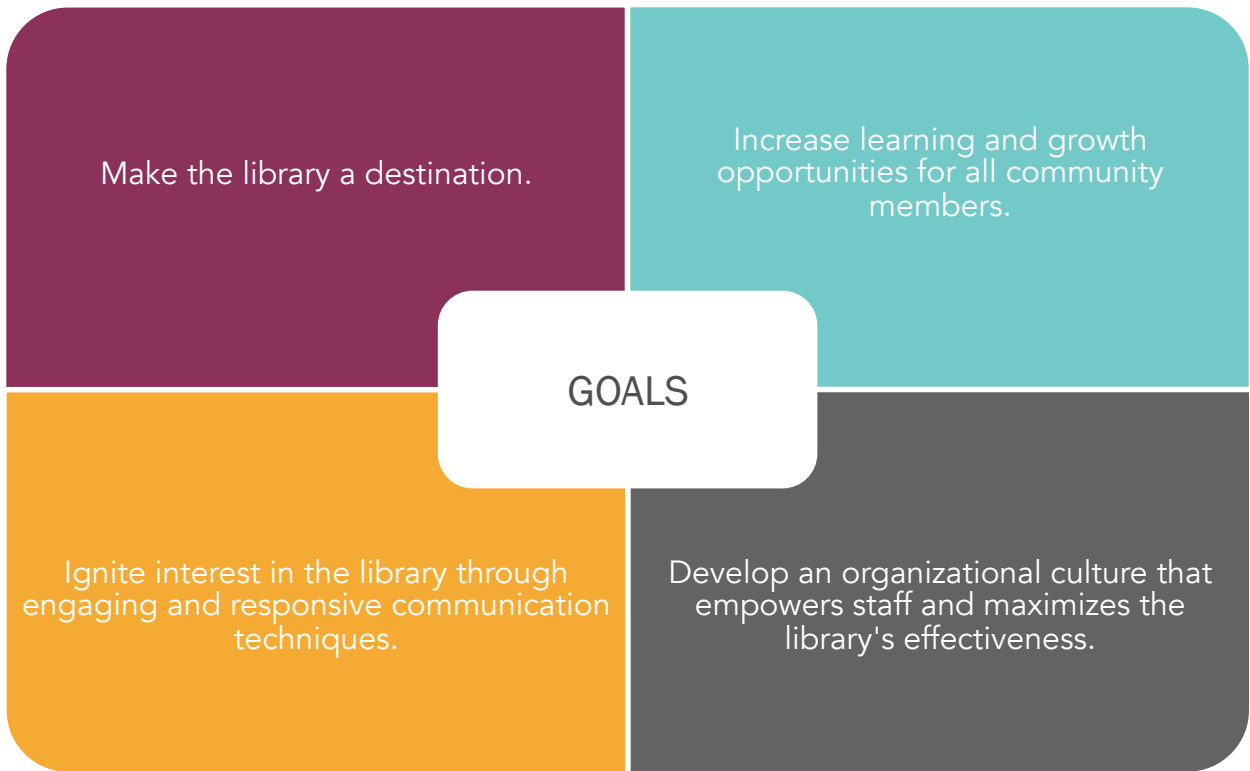 Make the library a destination.
Increase learning and growth
opportunities for all community
members.
GOALS
Ignite interest in the library through
engaging and responsive communication
techniques.
Develop an organizational culture that
empowers staff and maximizes the
library's effectiveness.